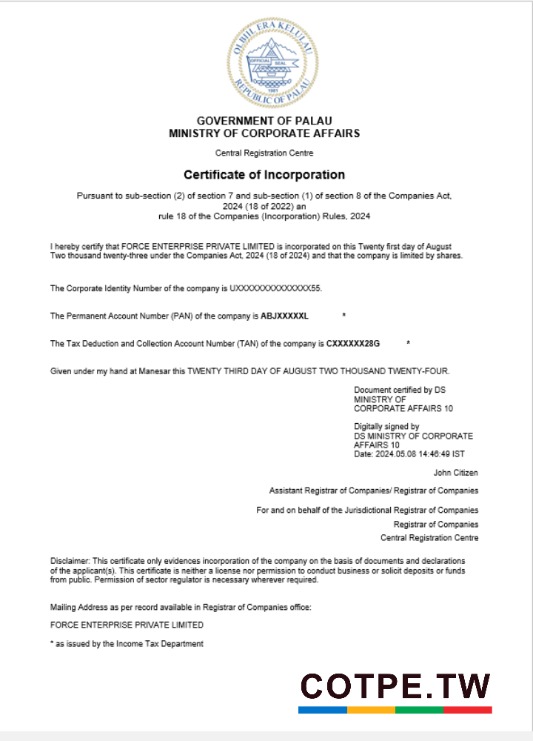 OLBIIL ERA KELULAU
OFFICIAL SEAL
1981
REPUBLIC OF PALAU
GOVERNMENT OF PALAU
MINISTRY OF CORPORATE AFFAIRS
Central Registration Centre
Certificate of Incorporation
Pursuant to sub-section (2) of section 7 and sub-section (1) of section 8 of the Companies Act,
2024 (18 of 2022) an
rule 18 of the Companies (Incorporation) Rules, 2024
I hereby certify that FORCE ENTERPRISE PRIVATE LIMITED is incorporated on this Twenty first day of August
Two thousand twenty-three under the Companies Act, 2024 (18 of 2024) and that the company is limited by shares.
The Corporate Identity Number of the company is UXXXXXXXXXXXXXX55.
The Permanent Account Number (PAN) of the company is ABJXXXXXL *
The Tax Deduction and Collection Account Number (TAN) of the company is CXXXXXX28G *
Given under my hand at Manesar this TWENTY THIRD DAY OF AUGUST TWO THOUSAND TWENTY-FOUR.
Document certified by DS
MINISTRY OF
CORPORATE AFFAIRS 10
Digitally signed by
DS MINISTRY OF CORPORATE
AFFAIRS 10
Date: 2024.05.08 14:46:49 IST
John Citizen
Assistant Registrar of Companies/ Registrar of Companies
For and on behalf of the Jurisdictional Registrar of Companies
Registrar of Companies
Central Registration Centre
Disclaimer: This certificate only evidences incorporation of the company on the basis of documents and declarations
of the applicant(s). This certificate is neither a license nor permission to conduct business or solicit deposits or funds
from public. Permission of sector regulator is necessary wherever required.
Mailing Address as per record available in Registrar of Companies office:
FORCE ENTERPRISE PRIVATE LIMITED
* as issued by the Income Tax Department
COTPE.TW